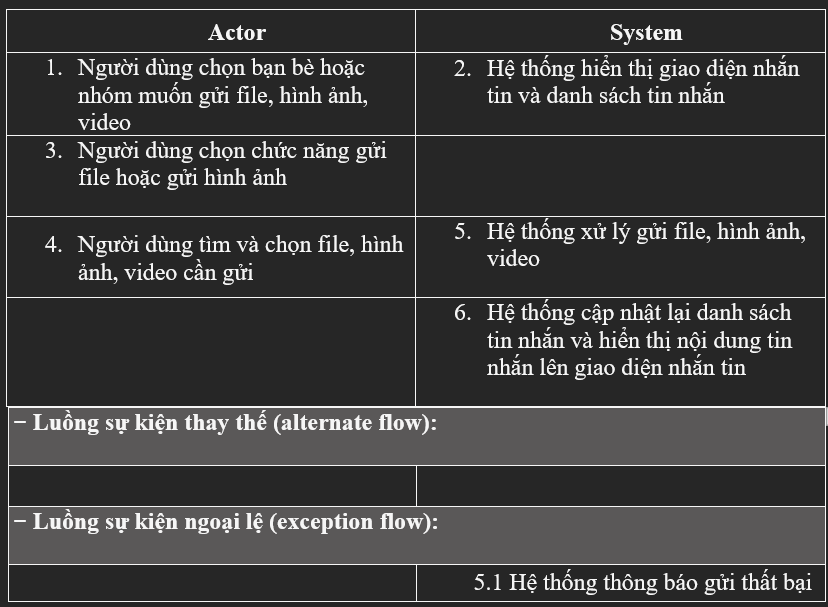 Actor
System
1. Người dùng chọn bạn bè hoặc
nhóm muốn gửi file, hình ảnh,
video
2. Hệ thống hiển thị giao diện nhắn
tin và danh sách tin nhắn
3. Người dùng chọn chức năng gửi
file hoặc gửi hình ảnh
4. Người dùng tìm và chọn file, hình
ảnh, video cần gửi
5. Hệ thống xử lý gửi file, hình ảnh,
video
6. Hệ thống cập nhật lại danh sách
tin nhắn và hiển thị nội dung tin
nhắn lên giao diện nhắn tin
− Luồng sự kiện thay thế (alternate flow):
− Luồng sự kiện ngoại lệ (exception flow):
5.1 Hệ thống thông báo gửi thất bại